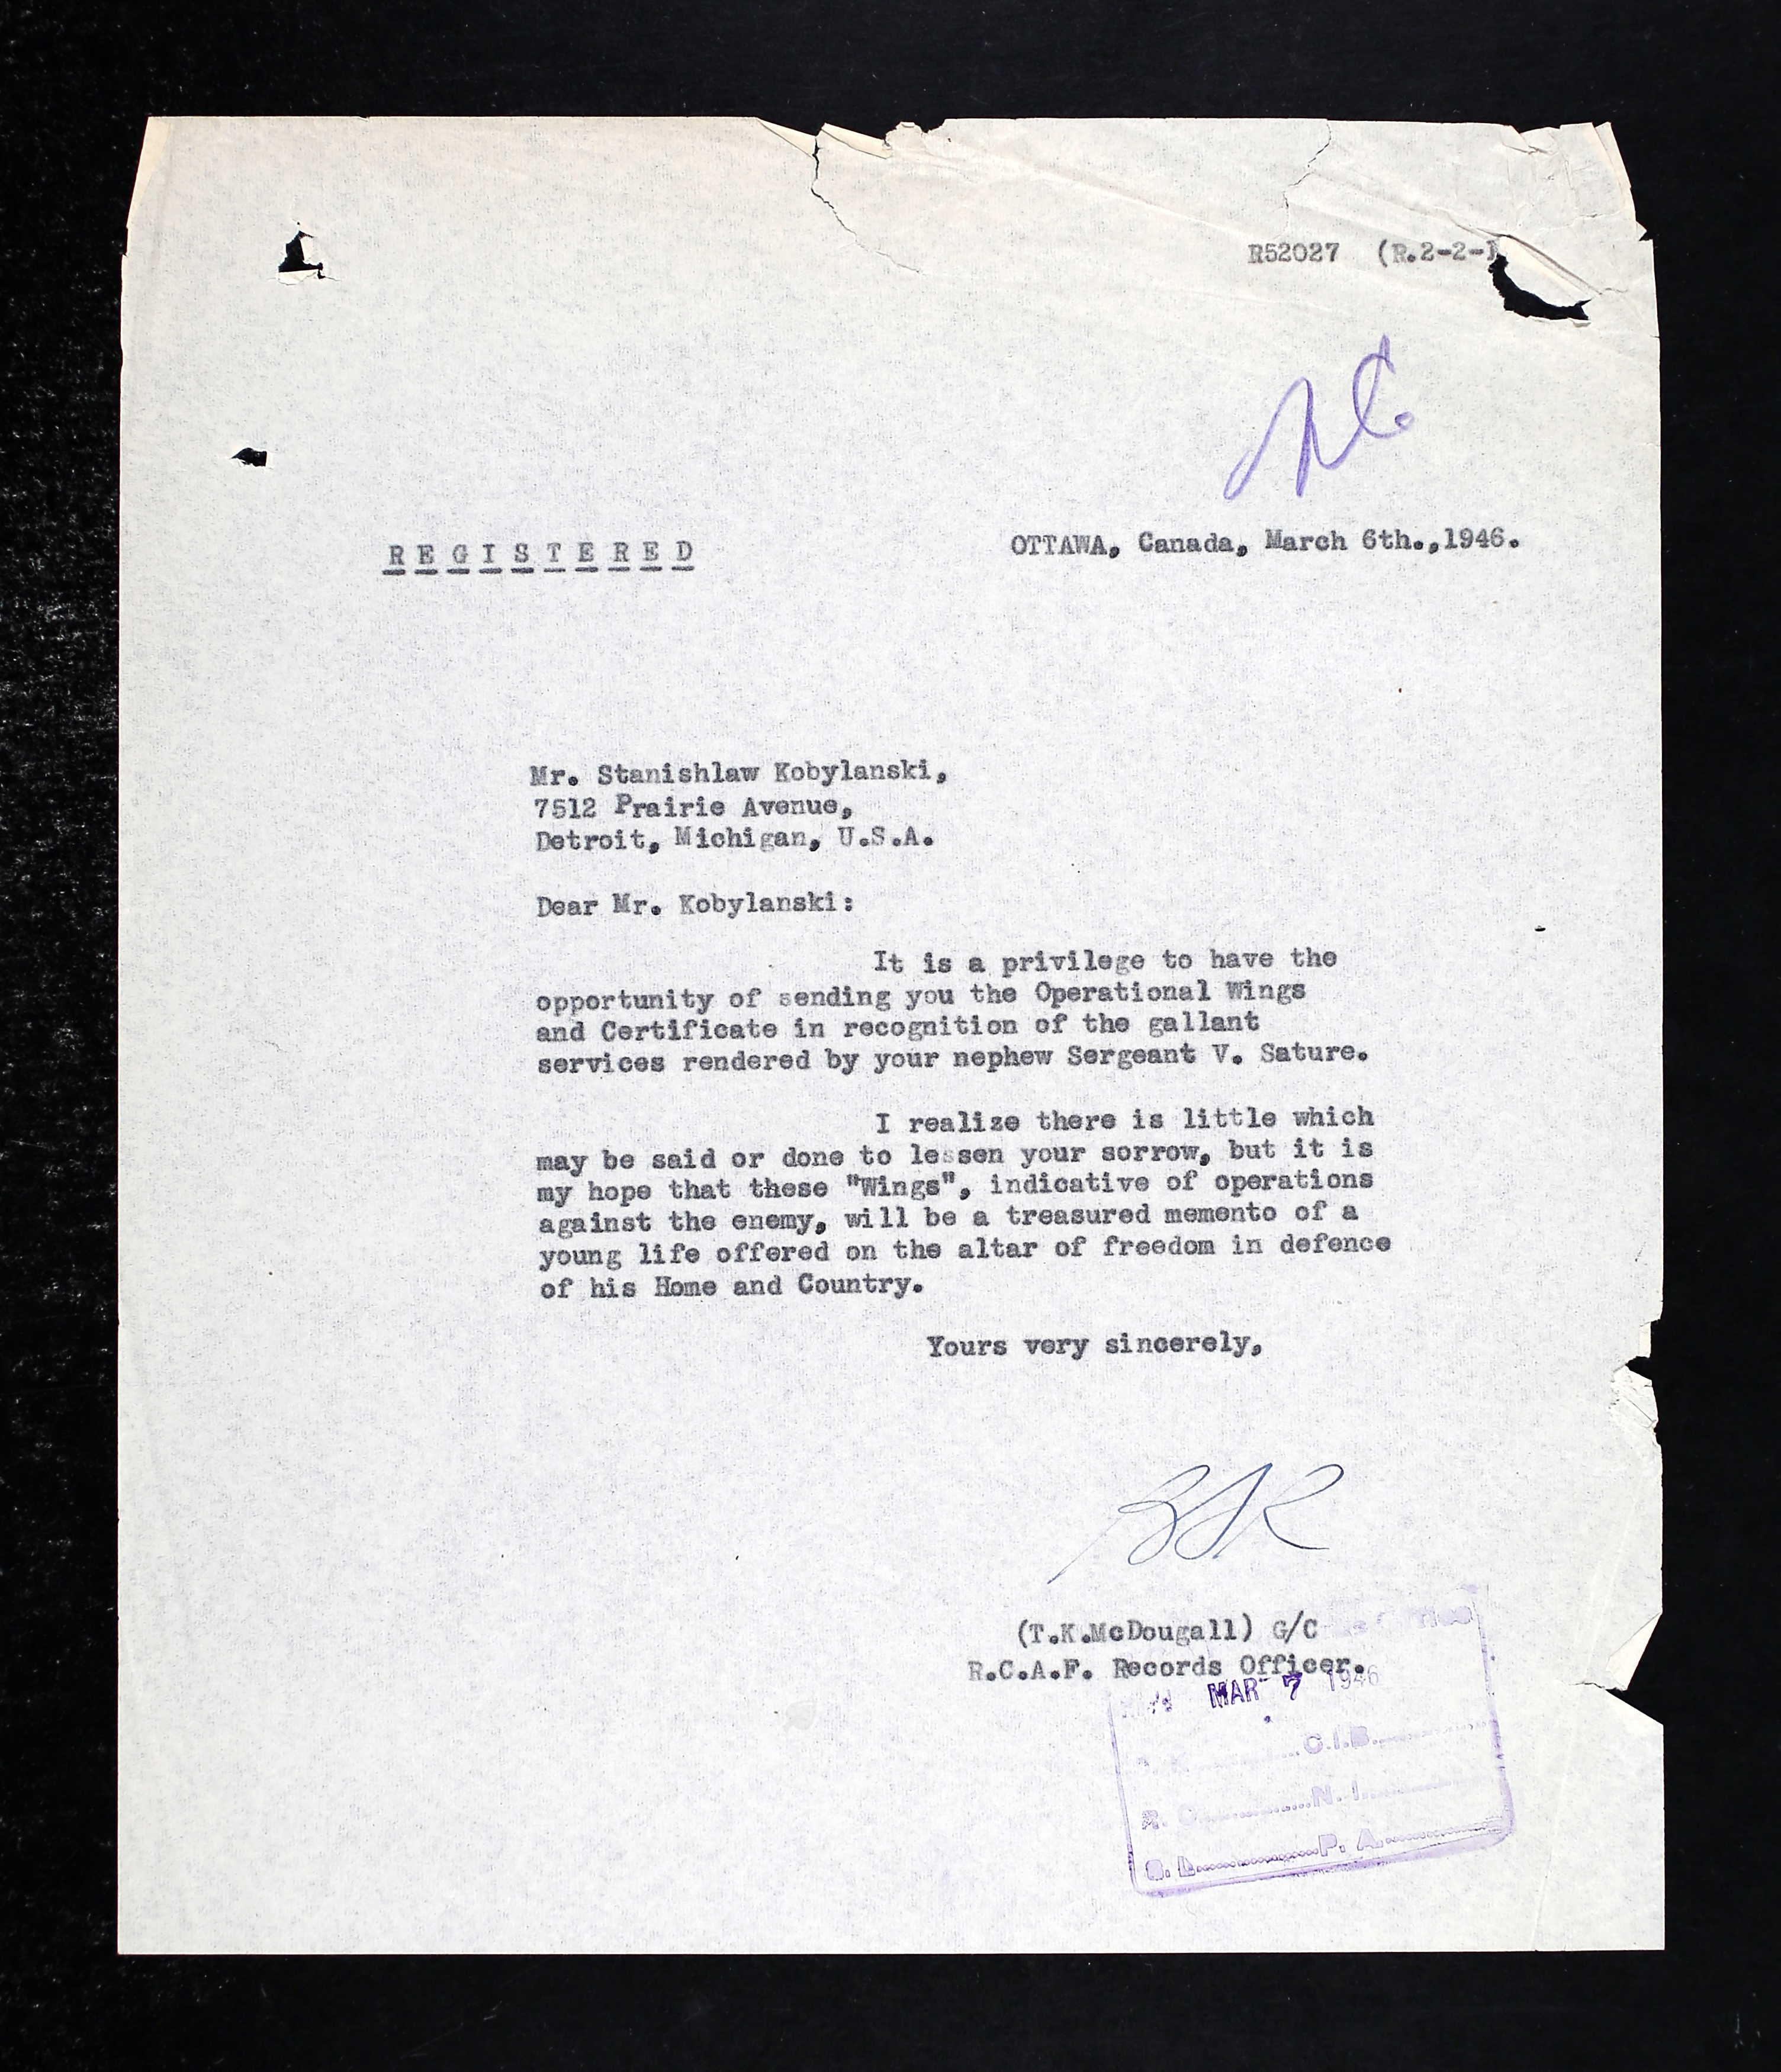 R52027 (R.2-2-
REGISTERED
OTTAWA, Canada, March 6th.,1946.
Mr. Stanishlaw Kobylanski,
7512 Prairie Avenue,
Detroit, Michigan, U.S.A.
Dear Mr. Kobylanski:
It is a privilege to have the
opportunity of sending you the Operational Wings
and Certificate in recognition of the gallant
services rendered by your nephew Sergeant V. Sature.
I realize there is little which
may be said or done to lessen your sorrow, but it is
my hope that these "Wings", indicative of operations
against the enemy, will be a treasured memento of a
young life offered on the altar of freedom in defence
of his Home and Country.
Yours very sincerely,
(T.K.McDougall) G/C
R.C.A.F. Records Officer.
MAR 7 1946
C.I.B.
N. I.
P. A.